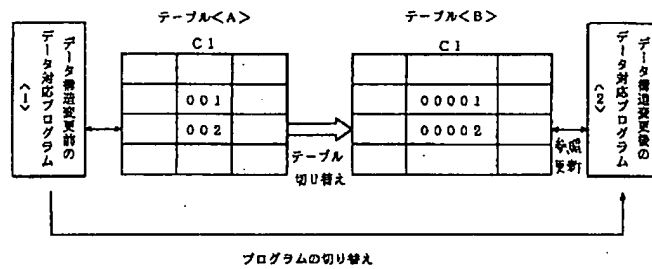 テーブル<A>
テーブル<B>
C1
C1
データ構造変更前の
データ対応プログラム
<1>
001
002
00001
00002
テーブル
切り替え
参照
更新
データ構造変更後の
データ対応プログラム
<2>
プログラムの切り替え